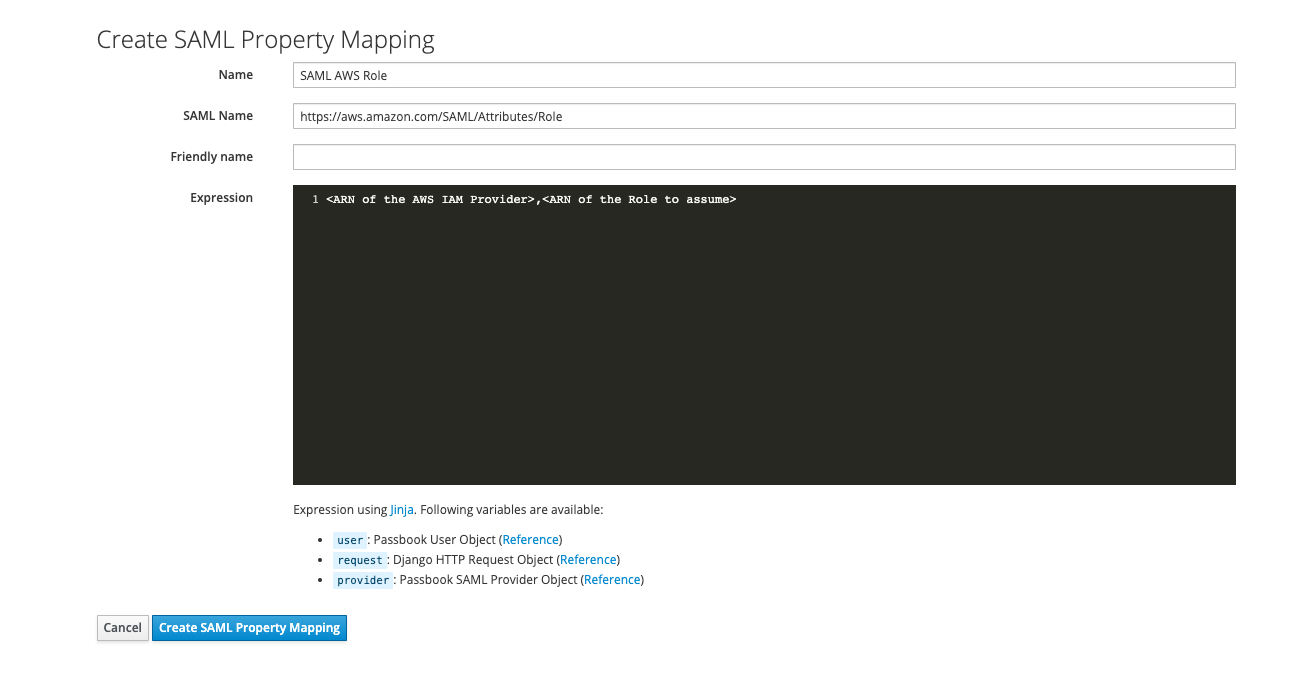 Create SAML Property Mapping
Name
SAML AWS Role
SAML Name
https://aws.amazon.com/SAML/Attributes/Role
Friendly name
Expression
1 <ARN of the AWS IAM Provider>,<ARN of the Role to assume>
Expression using Jinja. Following variables are available:
• user: Passbook User Object (Reference)
• request: Django HTTP Request Object (Reference)
• provider: Passbook SAML Provider Object (Reference)
Cancel Create SAML Property Mapping